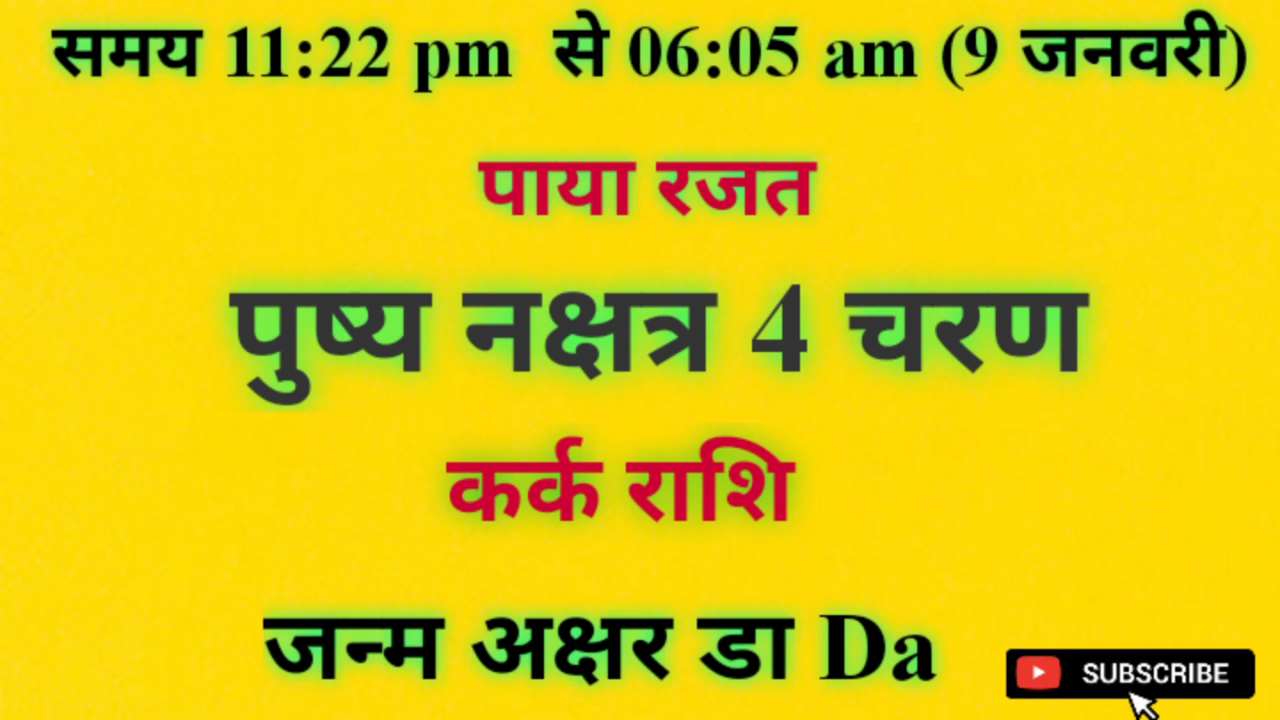 समय 11:22 pm से 06:05 am (9 जनवरी)
पाया रजत
पुष्य नक्षत्र 4 चरण
कर्क राशि
जन्म अक्षर डा Da
SUBSCRIBE